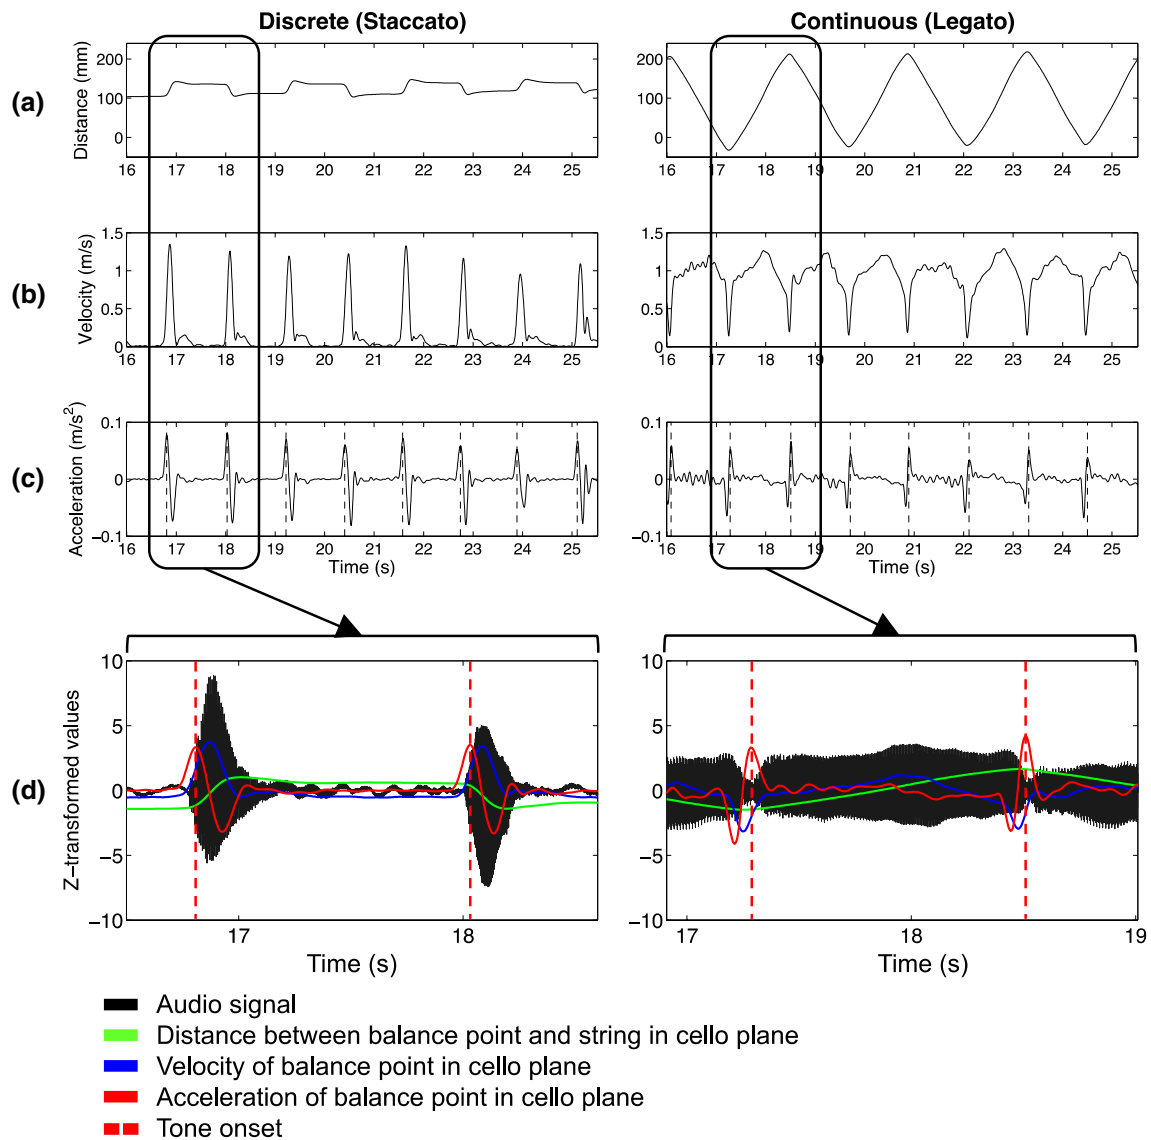 Discrete (Staccato)
Continuous (Legato)
(a)
Distance (mm)
200
100
0
16 17 18 19 20 21 22 23 24 25
200
100
0
16 17 18 19 20 21 22 23 24 25
(b)
Velocity (m/s)
1.5
1
0.5
0
16 17 18 19 20 21 22 23 24 25
1.5
1
0.5
0
16 17 18 19 20 21 22 23 24 25
(c)
Acceleration (m/s²)
0.1
0
−0.1
16 17 18 19 20 21 22 23 24 25
Time (s)
0.1
0
−0.1
16 17 18 19 20 21 22 23 24 25
Time (s)
(d)
Z−transformed values
10
5
0
−5
−10
17 18
Time (s)
10
5
0
−5
−10
17 18 19
Time (s)
Audio signal
Distance between balance point and string in cello plane
Velocity of balance point in cello plane
Acceleration of balance point in cello plane
Tone onset